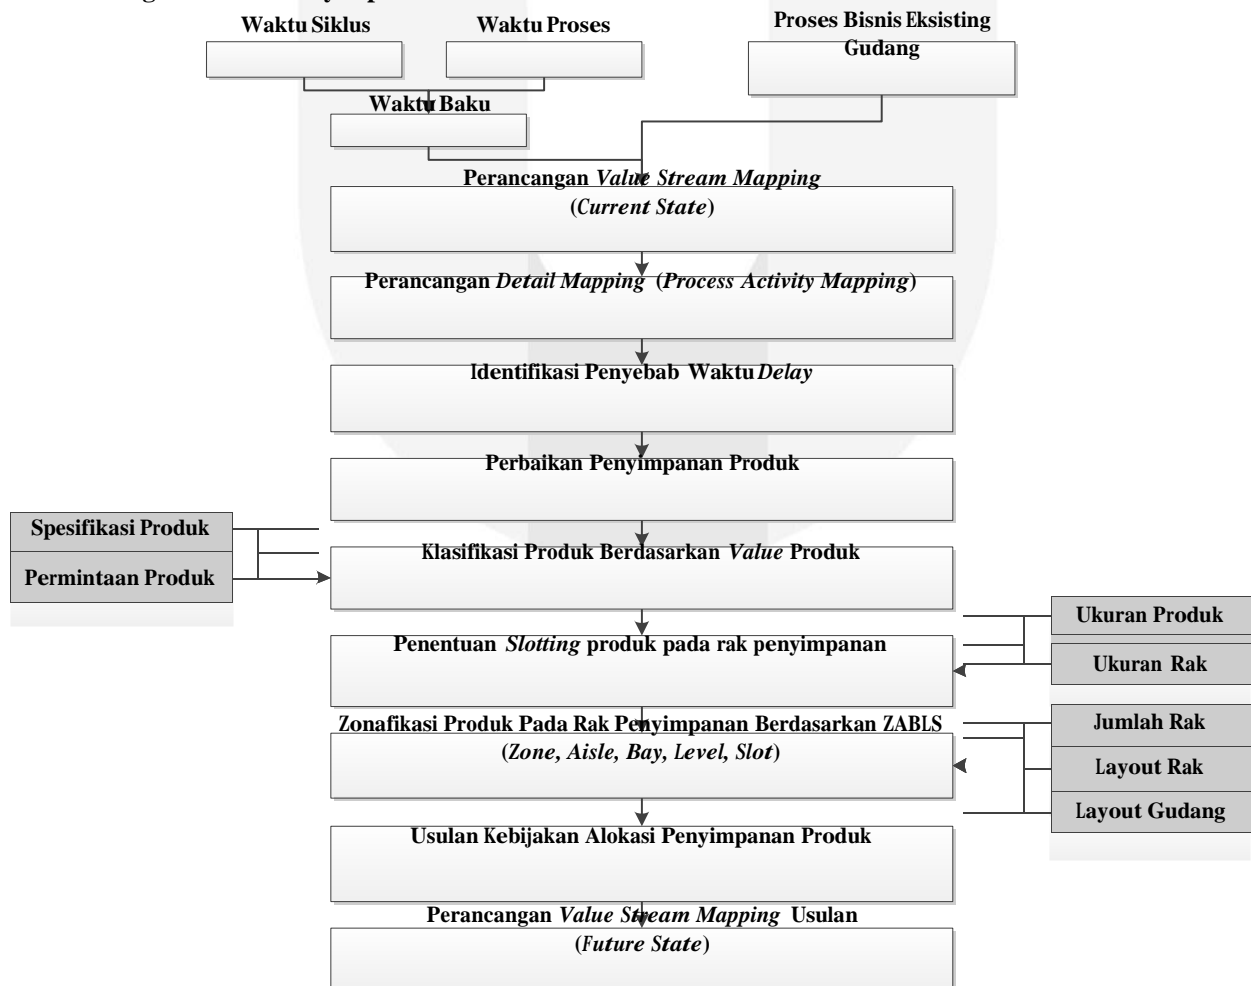 Waktu Siklus
Waktu Proses
Proses Bisnis Eksisting
Gudang
Waktu Baku
Perancangan Value Stream Mapping
(Current State)
Perancangan Detail Mapping (Process Activity Mapping)
Identifikasi Penyebab Waktu Delay
Perbaikan Penyimpanan Produk
Spesifikasi Produk
Permintaan Produk
Klasifikasi Produk Berdasarkan Value Produk
Ukuran Produk
Ukuran Rak
Penentuan Slotting produk pada rak penyimpanan
Zonafikasi Produk Pada Rak Penyimpanan Berdasarkan ZABLS
(Zone, Aisle, Bay, Level, Slot)
Jumlah Rak
Layout Rak
Layout Gudang
Usulan Kebijakan Alokasi Penyimpanan Produk
Perancangan Value Stream Mapping Usulan
(Future State)